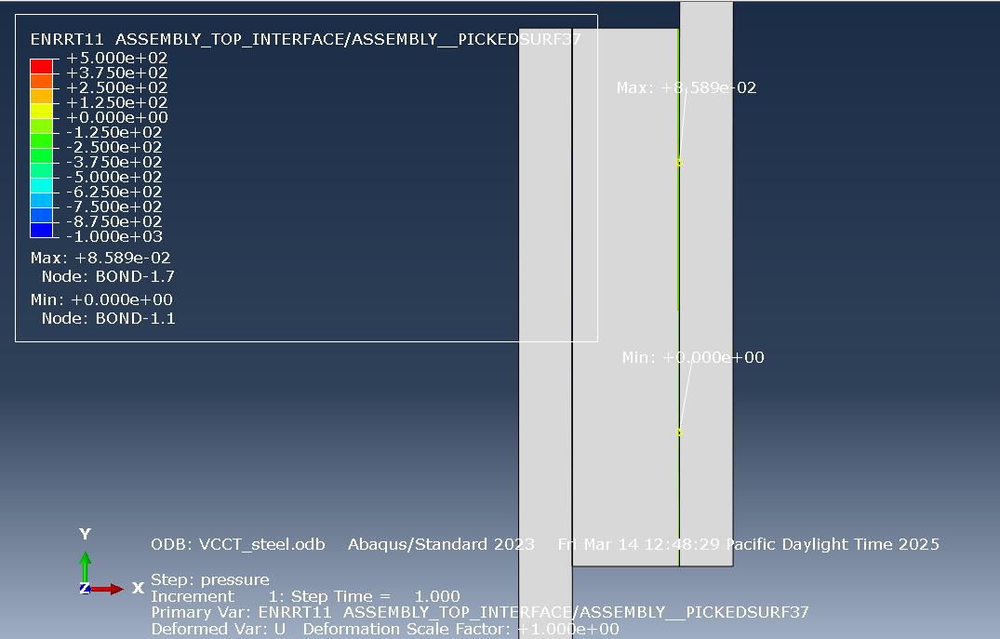 ENRRT11 ASSEMBLY_TOP_INTERFACE/ASSEMBLY__PICKEDSURF37
+5.000e+02
+3.750e+02
+2.500e+02
+1.250e+02
+0.000e+00
-1.250e+02
-2.500e+02
-3.750e+02
-5.000e+02
-6.250e+02
-7.500e+02
-8.750e+02
-1.000e+03
Max: +8.589e-02
Node: BOND-1.7
Min: +0.000e+00
Node: BOND-1.1
Max: +8.589e-02
Min: +0.000e+00
Y
Z
X
ODB: VCCT_steel.odb Abaqus/Standard 2023 Fri Mar 14 12:48:29 Pacific Daylight Time 2025
Step: pressure
Increment 1: Step Time = 1.000
Primary Var: ENRRT11 ASSEMBLY_TOP_INTERFACE/ASSEMBLY__PICKEDSURF37
Deformed Var: U Deformation Scale Factor: +1.000e+00